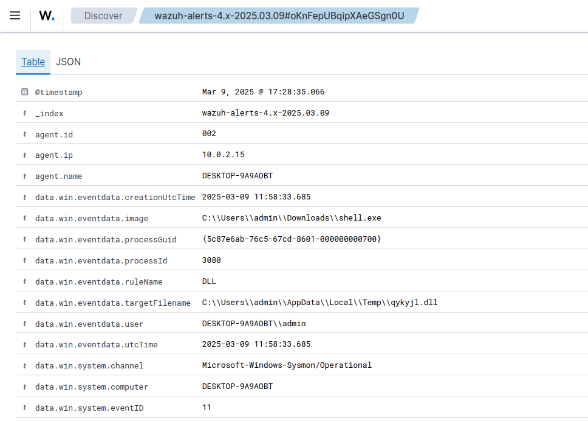 W. Discover wazuh-alerts-4.x-2025.03.09#oKnFepUBqipXAeGSgn0U
Table JSON
@timestamp Mar 9, 2025 @ 17:28:35.066
t _index wazuh-alerts-4.x-2025.03.09
t agent.id 002
t agent.ip 10.0.2.15
t agent.name DESKTOP-9A9AOBT
t data.win.eventdata.creationUtcTime 2025-03-09 11:58:33.685
t data.win.eventdata.image C:\\Users\\admin\\Downloads\\shell.exe
t data.win.eventdata.processGuid {5c87e6ab-76c5-67cd-8601-000000000700}
t data.win.eventdata.processId 3080
t data.win.eventdata.ruleName DLL
t data.win.eventdata.targetFilename C:\\Users\\admin\\AppData\\Local\\Temp\\qykyjl.dll
t data.win.eventdata.user DESKTOP-9A9AOBT\\admin
t data.win.eventdata.utcTime 2025-03-09 11:58:33.685
t data.win.system.channel Microsoft-Windows-Sysmon/Operational
t data.win.system.computer DESKTOP-9A9AOBT
t data.win.system.eventID 11